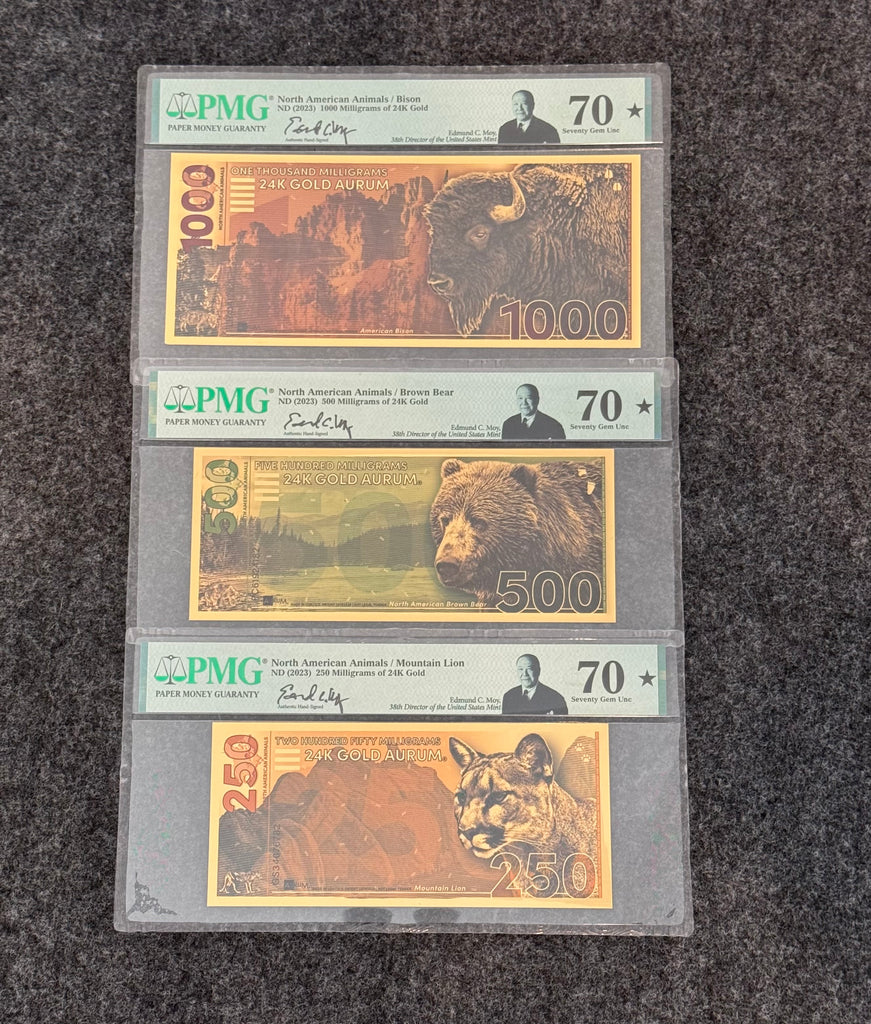 PMG®
PAPER MONEY GUARANTY
North American Animals / Bison
ND (2023) 1000 Milligrams of 24K Gold
Authentic Hand-Signed
Edmund C. Moy,
38th Director of the United States Mint
70 ★
Seventy Gem Unc
1000
NORTH AMERICAN ANIMALS
ONE THOUSAND MILLIGRAMS
24K GOLD AURUM
American Bison
1000
PMG®
PAPER MONEY GUARANTY
North American Animals / Brown Bear
ND (2023) 500 Milligrams of 24K Gold
Authentic Hand-Signed
Edmund C. Moy,
38th Director of the United States Mint
70 ★
Seventy Gem Unc
500
NORTH AMERICAN ANIMALS
FIVE HUNDRED MILLIGRAMS
24K GOLD AURUM®
North American Brown Bear
500
PMG®
PAPER MONEY GUARANTY
North American Animals / Mountain Lion
ND (2023) 250 Milligrams of 24K Gold
Authentic Hand-Signed
Edmund C. Moy,
38th Director of the United States Mint
70 ★
Seventy Gem Unc
250
NORTH AMERICAN ANIMALS
TWO HUNDRED FIFTY MILLIGRAMS
24K GOLD AURUM®
Mountain Lion
250